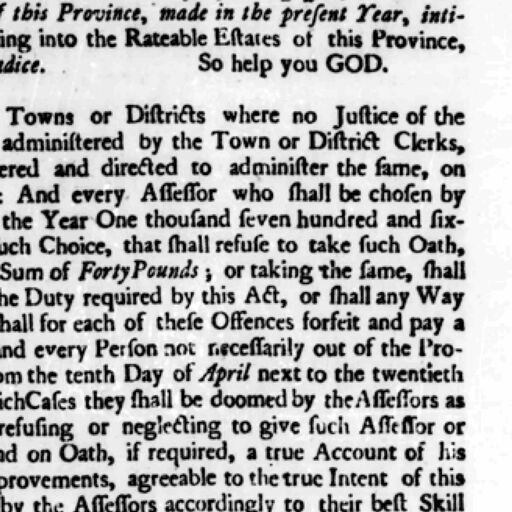 f this Province, made in the preſent Year, inti-
ing into the Rateable Eſtates of this Province,
udice. So help you GOD.
Towns or Diſtricts where no Juſtice of the
adminiſtered by the Town or Diſtrict Clerks,
ered and directed to adminiſter the ſame, on
: And every Aſſeſſor who ſhall be choſen by
the Year One thouſand ſeven hundred and ſix-
uch Choice, that ſhall refuſe to take ſuch Oath,
Sum of Forty Pounds ; or taking the ſame, ſhall
he Duty required by this Act, or ſhall any Way
hall for each of theſe Offences forfeit and pay a
nd every Perſon not neceſſarily out of the Pro-
om the tenth Day of April next to the twentieth
ich Caſes they ſhall be doomed by the Aſſeſſors as
refuſing or neglecting to give ſuch Aſſeſſor or
nd on Oath, if required, a true Account of his
provements, agreeable to the true Intent of this
by the Aſſeſſors accordingly to their beſt Skill